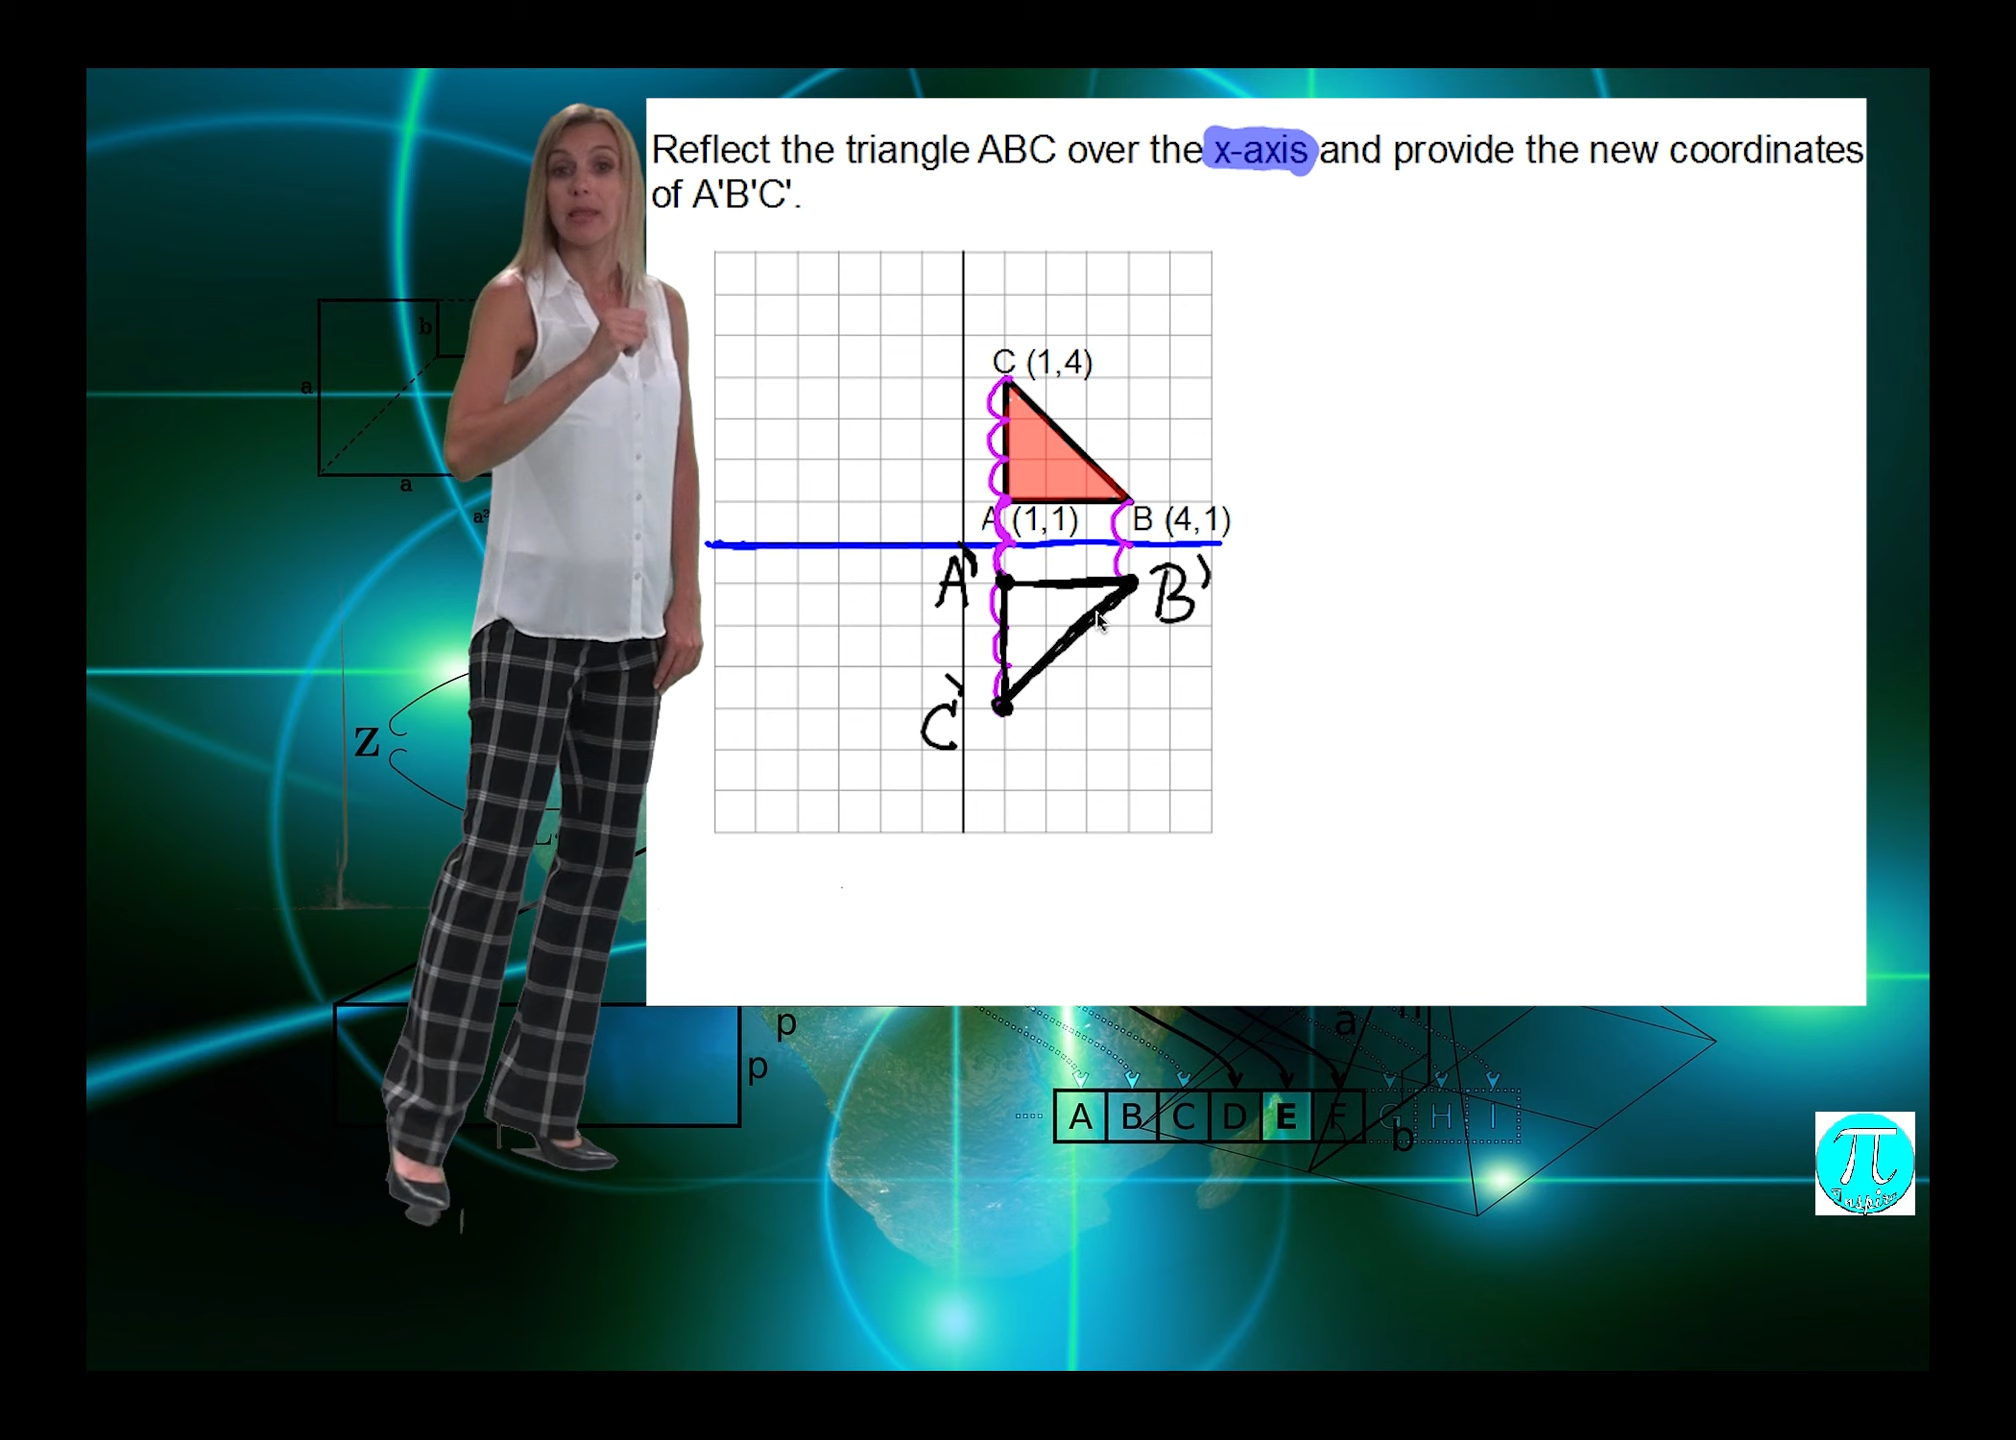 Reflect the triangle ABC over the x-axis and provide the new coordinates
of A'B'C'.
C (1,4)
A (1,1)
B (4,1)
A'
B'
C'
b
a
a
a²
Z
p
p
a
A B C D E F G H I
b
π
Inspire